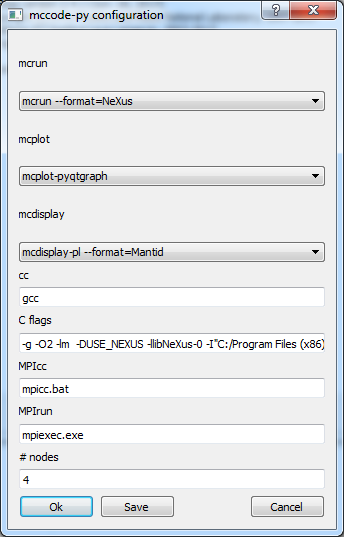 mccode-py configuration
mcrun
mcrun --format=NeXus
mcplot
mcplot-pyqtgraph
mcdisplay
mcdisplay-pl --format=Mantid
cc
gcc
C flags
-g -O2 -lm -DUSE_NEXUS -llibNeXus-0 -I"C:/Program Files (x86)
MPIcc
mpicc.bat
MPIrun
mpiexec.exe
# nodes
4
Ok Save Cancel